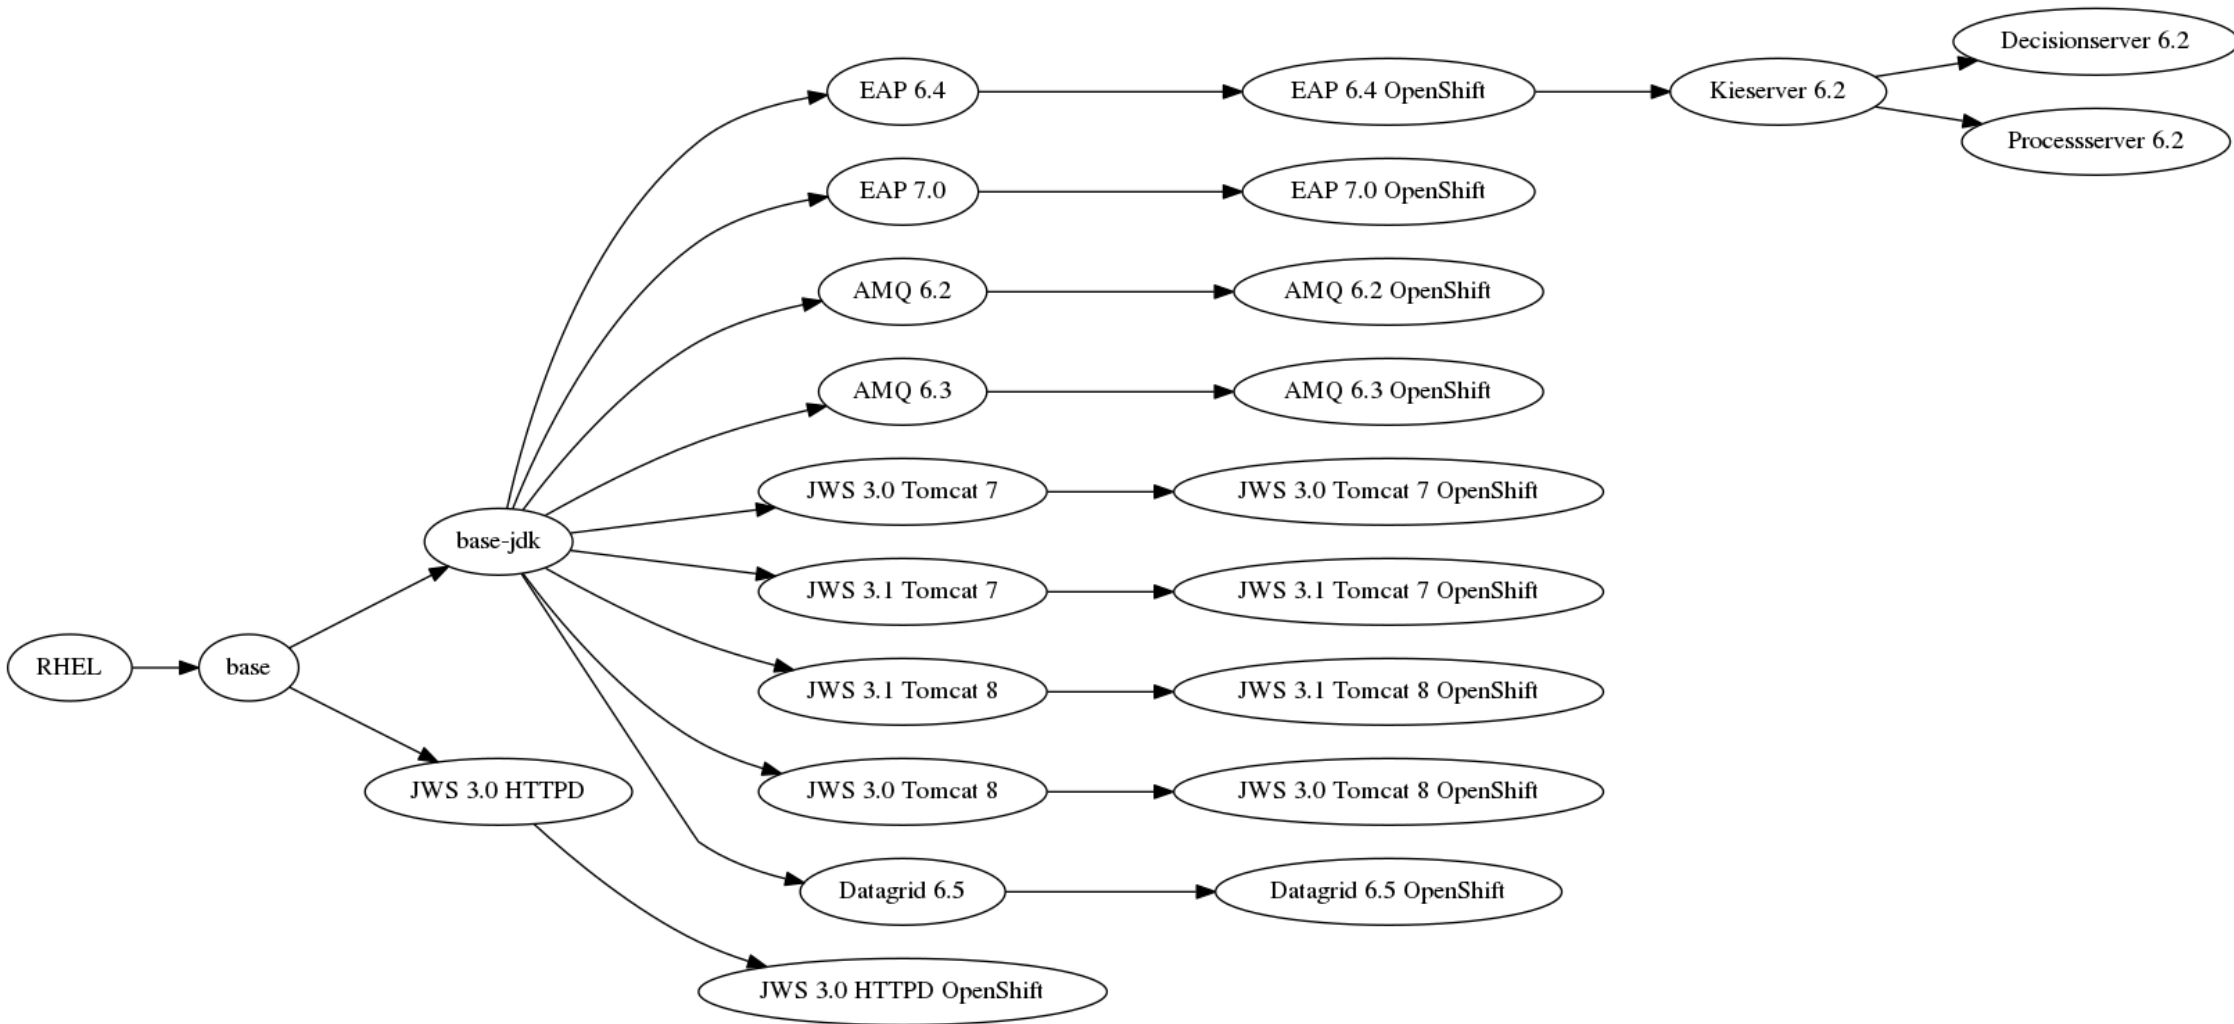 Decisionserver 6.2
EAP 6.4
EAP 6.4 OpenShift
Kieserver 6.2
Processserver 6.2
EAP 7.0
EAP 7.0 OpenShift
AMQ 6.2
AMQ 6.2 OpenShift
AMQ 6.3
AMQ 6.3 OpenShift
JWS 3.0 Tomcat 7
JWS 3.0 Tomcat 7 OpenShift
base-jdk
JWS 3.1 Tomcat 7
JWS 3.1 Tomcat 7 OpenShift
RHEL
base
JWS 3.1 Tomcat 8
JWS 3.1 Tomcat 8 OpenShift
JWS 3.0 HTTPD
JWS 3.0 Tomcat 8
JWS 3.0 Tomcat 8 OpenShift
Datagrid 6.5
Datagrid 6.5 OpenShift
JWS 3.0 HTTPD OpenShift